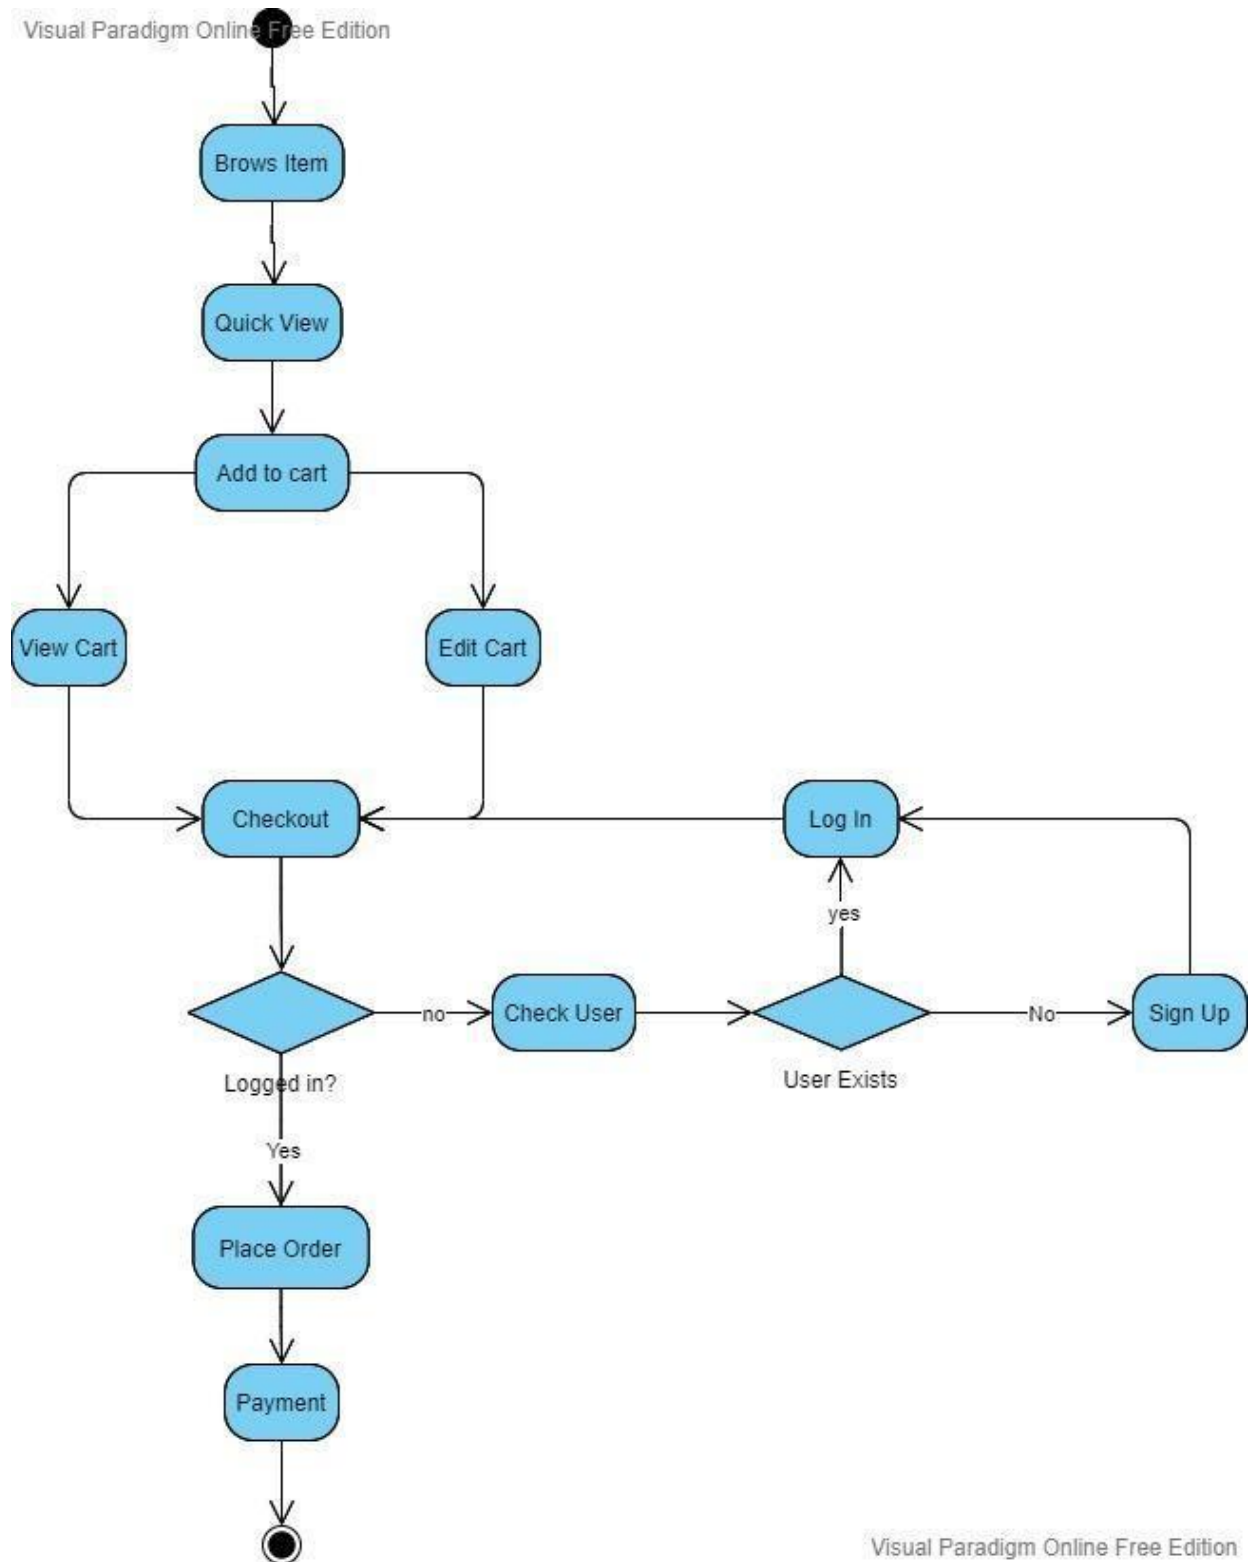 Visual Paradigm Online Free Edition
Brows Item
Quick View
Add to cart
View Cart
Edit Cart
Checkout
Log In
yes
no
Check User
No
Sign Up
Logged in?
User Exists
Yes
Place Order
Payment
Visual Paradigm Online Free Edition